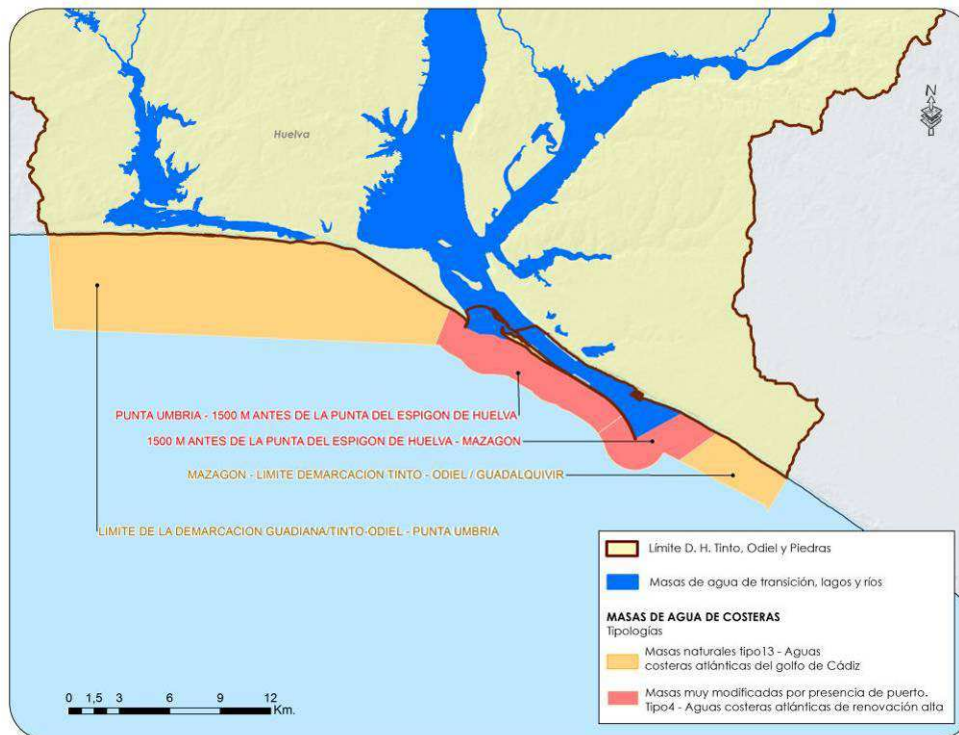 N
Huelva
PUNTA UMBRIA - 1500 M ANTES DE LA PUNTA DEL ESPIGON DE HUELVA
1500 M ANTES DE LA PUNTA DEL ESPIGON DE HUELVA - MAZAGON
MAZAGON - LIMITE DEMARCACION TINTO - ODIEL / GUADALQUIVIR
LIMITE DE LA DEMARCACION GUADIANA/TINTO-ODIEL - PUNTA UMBRIA
Límite D. H. Tinto, Odiel y Piedras
Masas de agua de transición, lagos y ríos
MASAS DE AGUA DE COSTERAS
Tipologías
Masas naturales tipo13 - Aguas
costeras atlánticas del golfo de Cádiz
Masas muy modificadas por presencia de puerto.
Tipo4 - Aguas costeras atlánticas de renovación alta
0 1,5 3 6 9 12
Km.